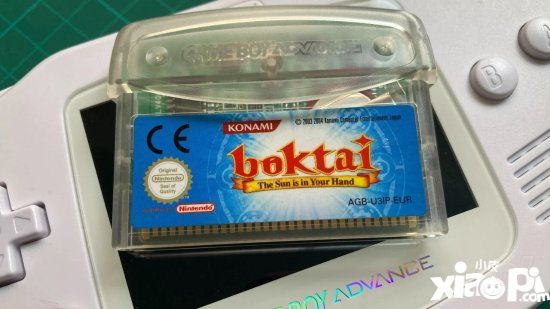 GAME BOY ADVANCE
CE
KONAMI
© 2003 2004 Konami Computer Entertainment Japan
boktai
The Sun is in Your Hand
Original
Nintendo
Seal of
Quality
Nintendo
AGB-U3IP-EUR
B
A
BOY ADVANCE
小皮
xiaopi.com